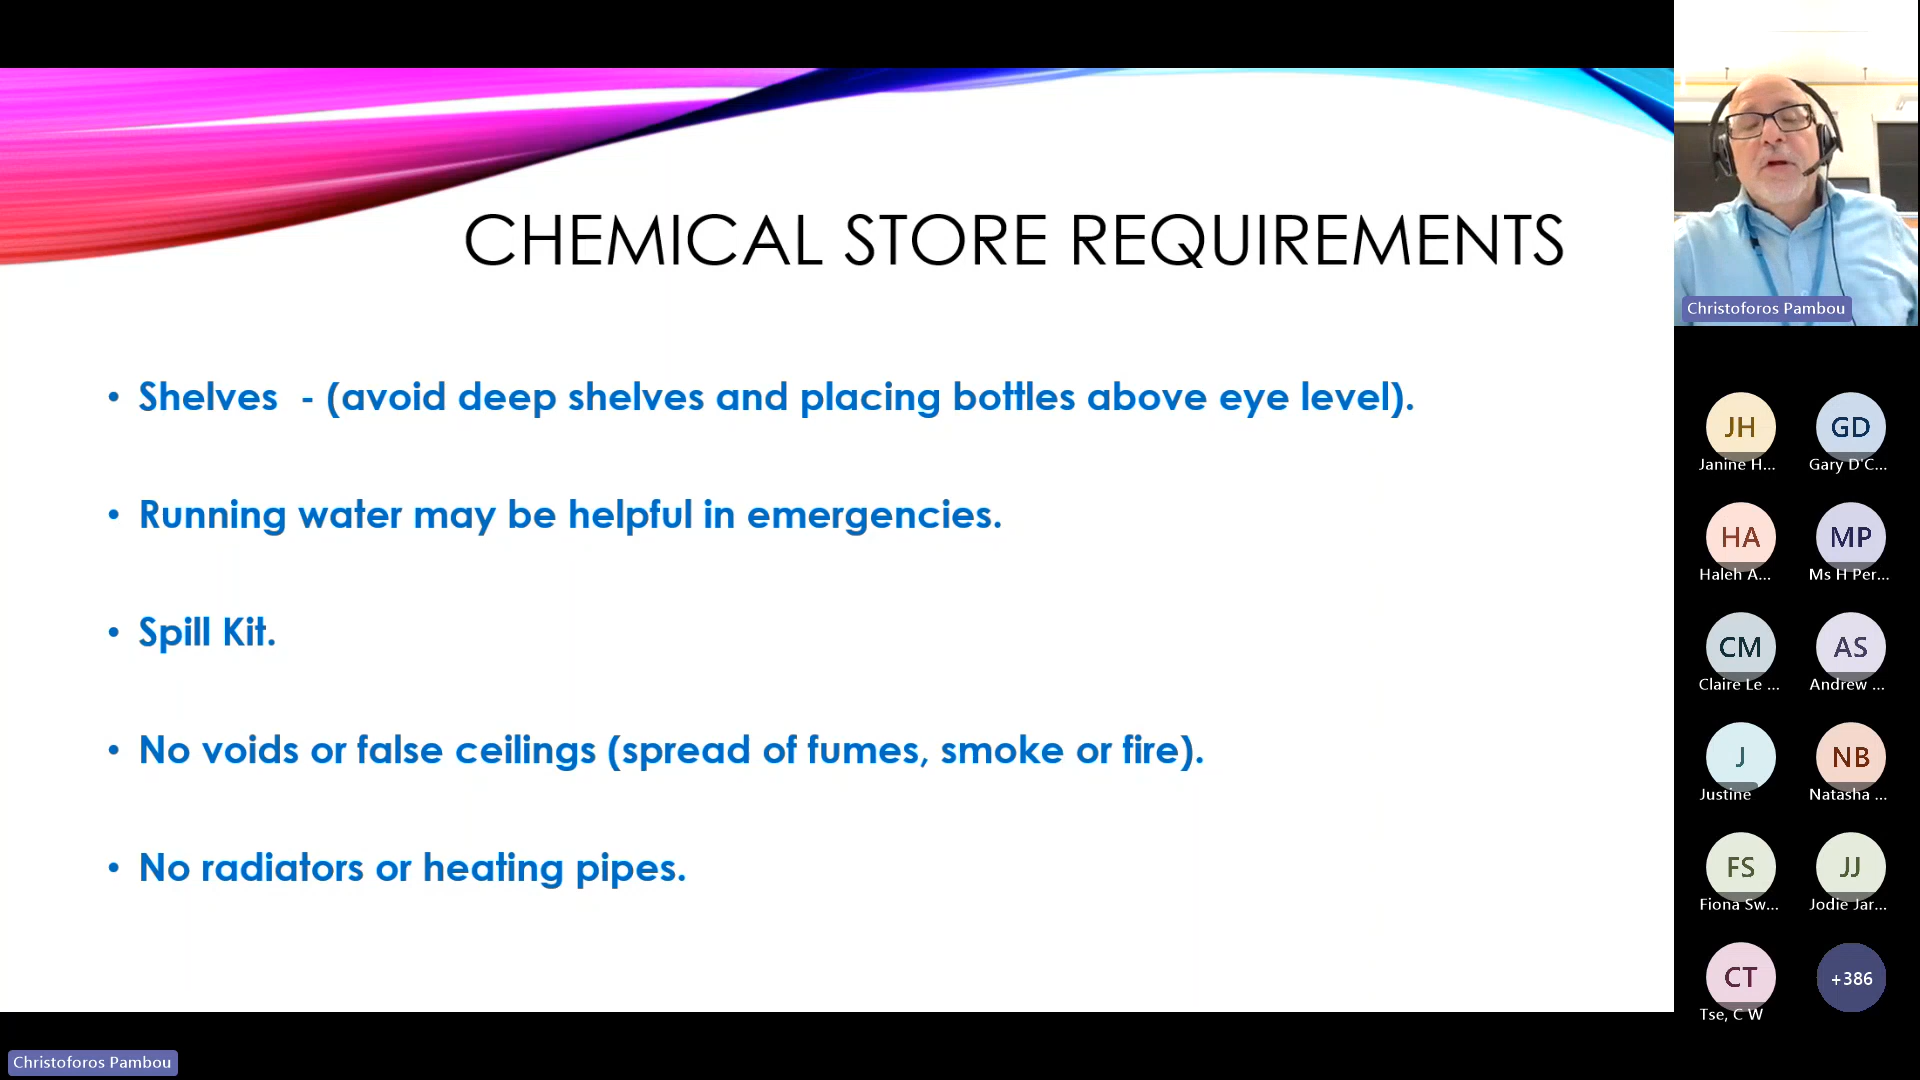 CHEMICAL STORE REQUIREMENTS
• Shelves - (avoid deep shelves and placing bottles above eye level).
• Running water may be helpful in emergencies.
• Spill Kit.
• No voids or false ceilings (spread of fumes, smoke or fire).
• No radiators or heating pipes.
Christoforos Pambou
JH
Janine H...
GD
Gary D'C...
HA
Haleh A...
MP
Ms H Per...
CM
Claire Le ...
AS
Andrew ...
J
Justine
NB
Natasha ...
FS
Fiona Sw...
JJ
Jodie Jar...
CT
Tse, C W
+386
Christoforos Pambou